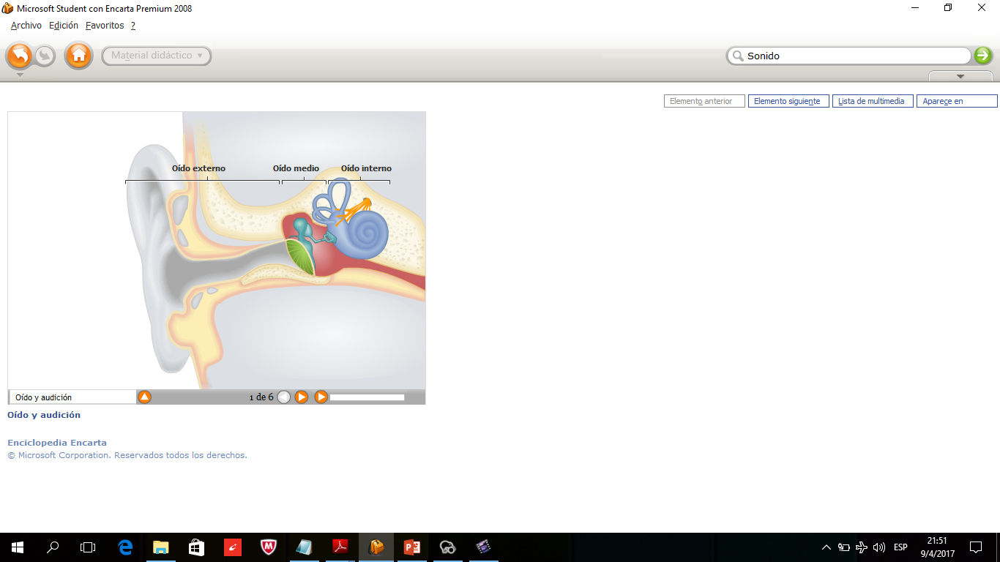 Microsoft Student con Encarta Premium 2008
Archivo Edición Favoritos ?
Material didáctico
Sonido
Elemento anterior Elemento siguiente Lista de multimedia Aparece en
Oído externo Oído medio Oído interno
Oído y audición 1 de 6
Oído y audición
Enciclopedia Encarta
© Microsoft Corporation. Reservados todos los derechos.
ESP 21:51
9/4/2017